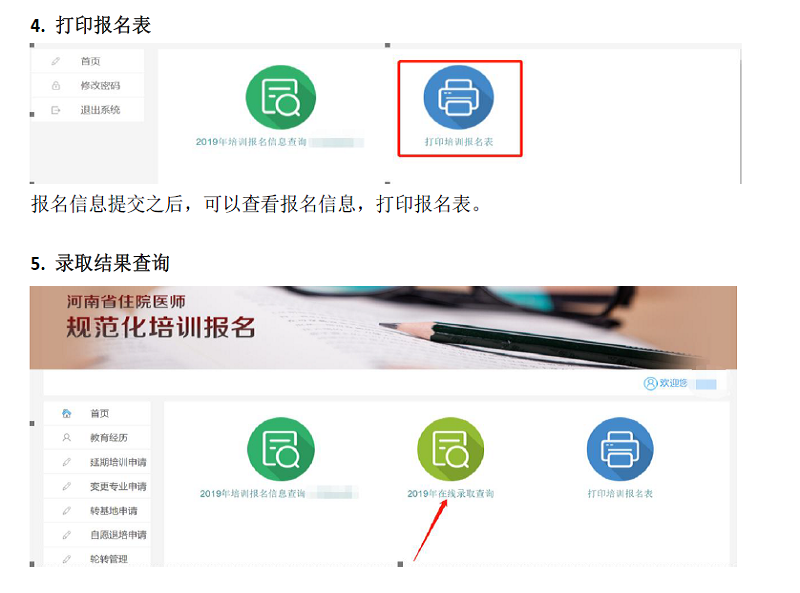 4. 打印报名表
首页
修改密码
退出系统
2019年培训报名信息查询
打印培训报名表
报名信息提交之后，可以查看报名信息，打印报名表。
5. 录取结果查询
河南省住院医师
规范化培训报名
欢迎您
首页
教育经历
延期培训申请
变更专业申请
转基地申请
自愿退培申请
轮转管理
2019年培训报名信息查询
2019年在线录取查询
打印培训报名表